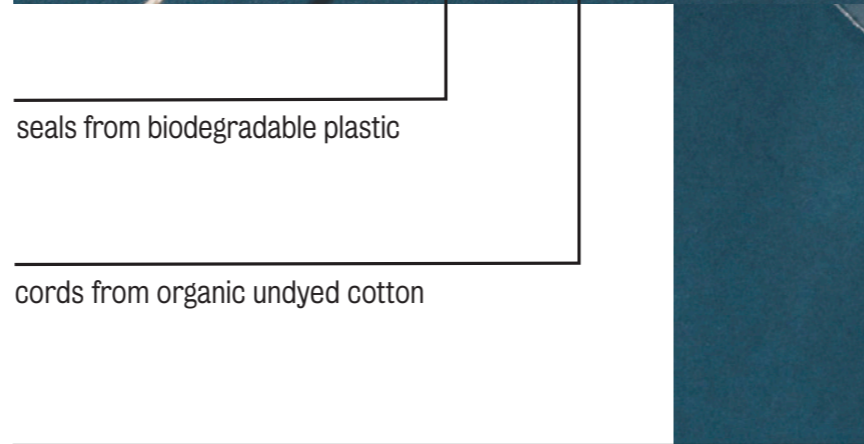 seals from biodegradable plastic
cords from organic undyed cotton